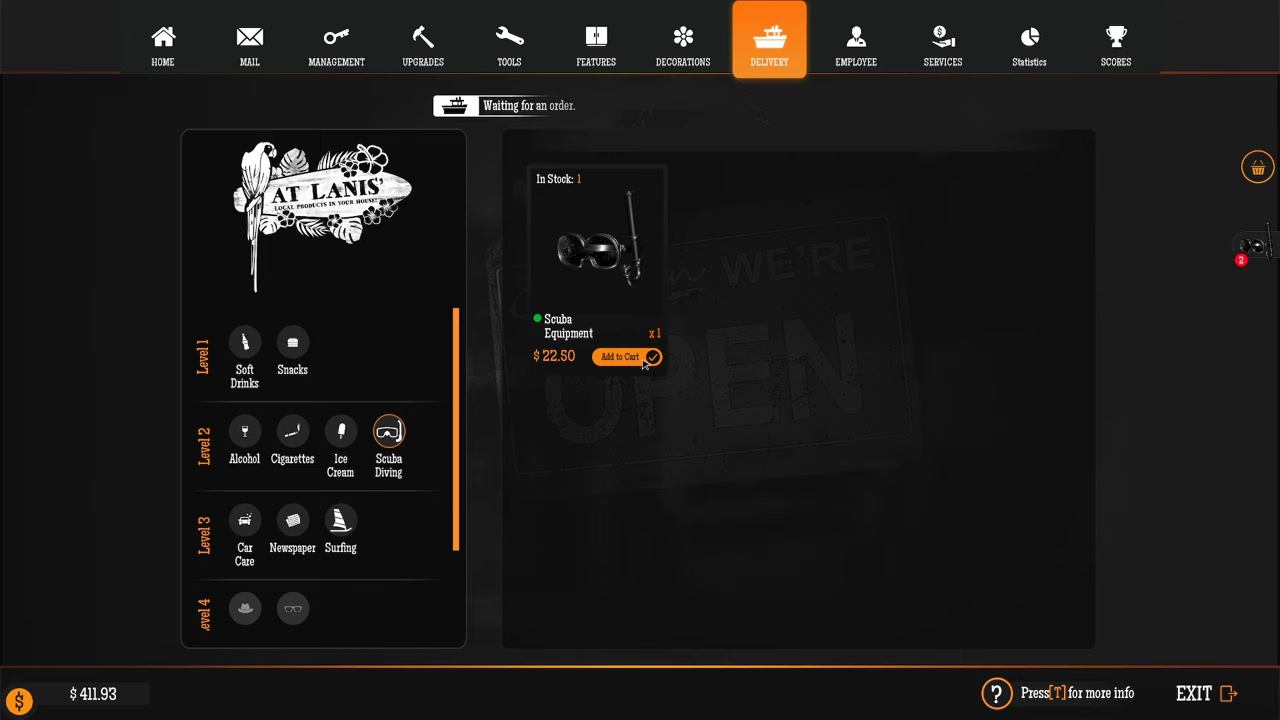 HOME
MAIL
MANAGEMENT
UPGRADES
TOOLS
FEATURES
DECORATIONS
DELIVERY
EMPLOYEE
SERVICES
Statistics
SCORES
Waiting for an order.
AT LANIS'
LOCAL PRODUCTS IN YOUR HOUSE!
In Stock: 1
WE'RE
OPEN
Scuba
Equipment
x 1
$ 22.50
Add to Cart
2
Level 1
Soft
Drinks
Snacks
Level 2
Alcohol
Cigarettes
Ice
Cream
Scuba
Diving
Level 3
Car
Care
Newspaper
Surfing
evel 4
$ 411.93
?
Press[T] for more info
EXIT